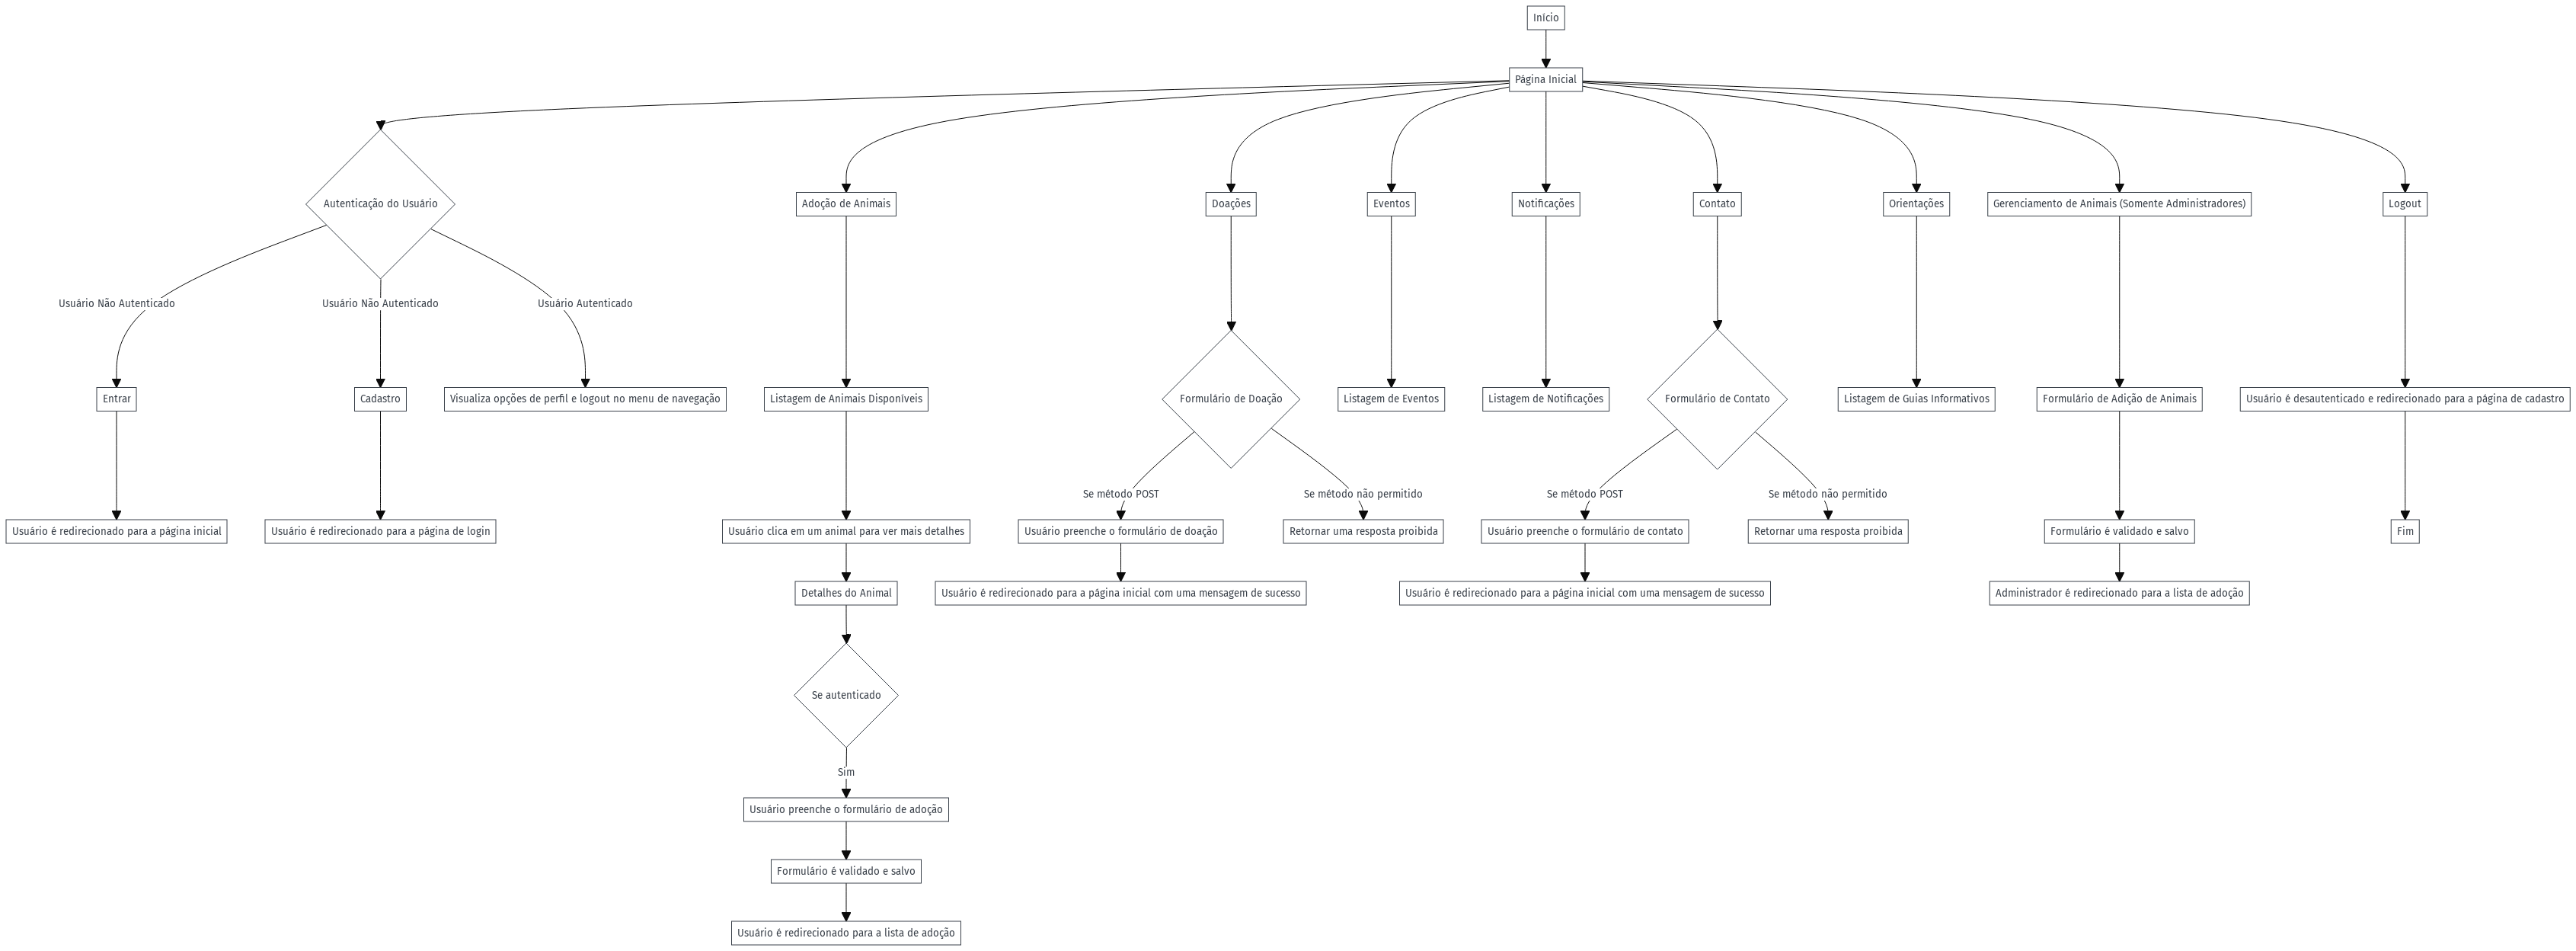 Início
Página Inicial
Autenticação do Usuário
Adoção de Animais
Doações
Eventos
Notificações
Contato
Orientações
Gerenciamento de Animais (Somente Administradores)
Logout
Usuário Não Autenticado
Usuário Não Autenticado
Usuário Autenticado
Entrar
Cadastro
Visualiza opções de perfil e logout no menu de navegação
Listagem de Animais Disponíveis
Formulário de Doação
Listagem de Eventos
Listagem de Notificações
Formulário de Contato
Listagem de Guias Informativos
Formulário de Adição de Animais
Usuário é desautenticado e redirecionado para a página de cadastro
Se método POST
Se método não permitido
Se método POST
Se método não permitido
Usuário é redirecionado para a página inicial
Usuário é redirecionado para a página de login
Usuário clica em um animal para ver mais detalhes
Usuário preenche o formulário de doação
Retornar uma resposta proibida
Usuário preenche o formulário de contato
Retornar uma resposta proibida
Formulário é validado e salvo
Fim
Detalhes do Animal
Usuário é redirecionado para a página inicial com uma mensagem de sucesso
Usuário é redirecionado para a página inicial com uma mensagem de sucesso
Administrador é redirecionado para a lista de adoção
Se autenticado
Sim
Usuário preenche o formulário de adoção
Formulário é validado e salvo
Usuário é redirecionado para a lista de adoção